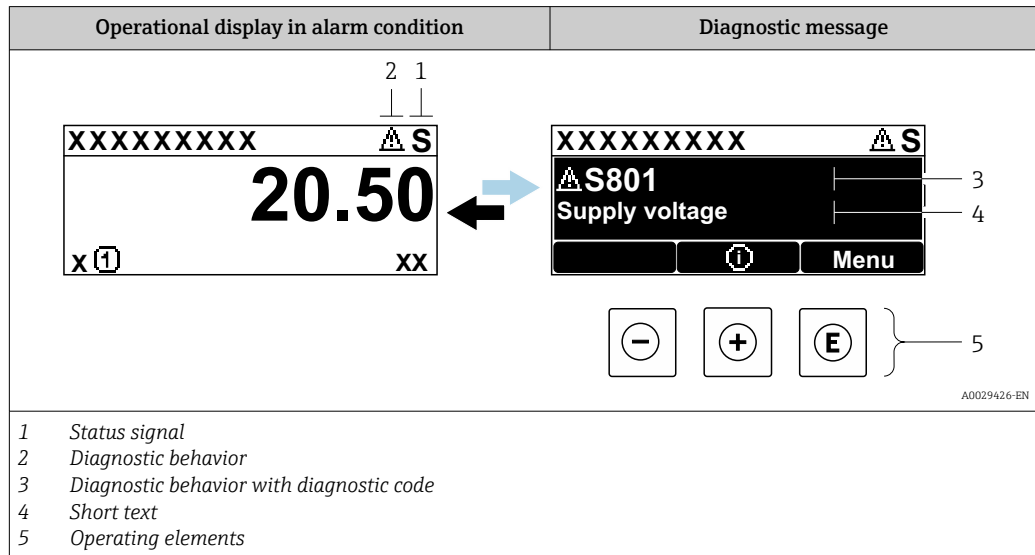 Operational display in alarm condition
Diagnostic message
2 1
XXXXXXXXX ⚠ S
20.50
X ① XX
XXXXXXXXX ⚠ S
⚠S801
3
Supply voltage
4
ⓘ Menu
− + E
5
A0029426-EN
1 Status signal
2 Diagnostic behavior
3 Diagnostic behavior with diagnostic code
4 Short text
5 Operating elements